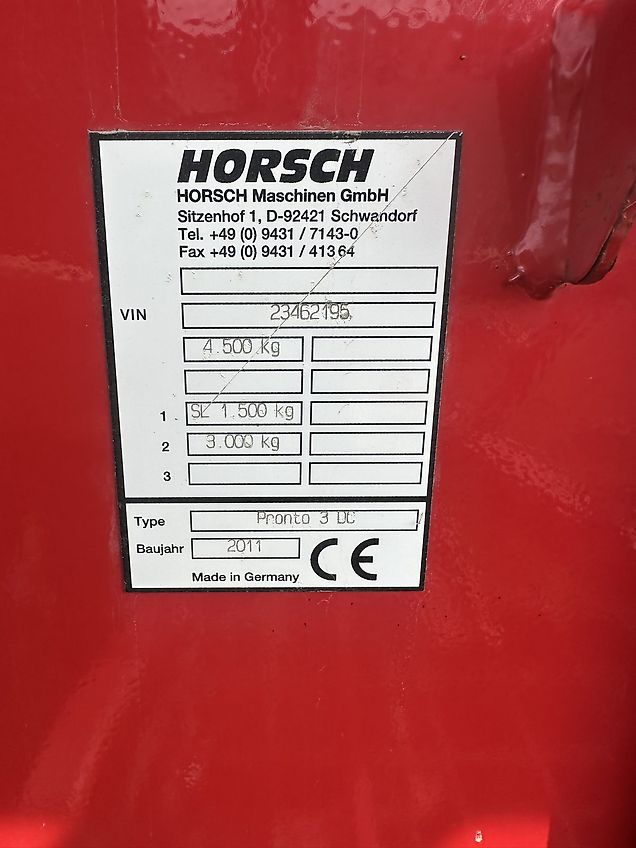 HORSCH
HORSCH Maschinen GmbH
Sitzenhof 1, D-92421 Schwandorf
Tel. +49 (0) 9431 / 7143-0
Fax +49 (0) 9431 / 41364
VIN 23462195
4.500 kg
1 SL 1.500 kg
2 3.000 kg
3
Type Pronto 3 DC
Baujahr 2011 CE
Made in Germany